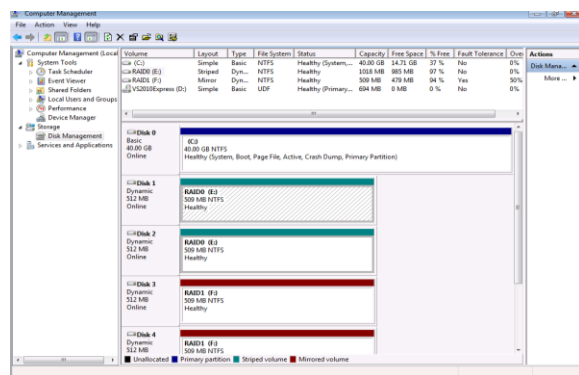 Computer Management
File Action View Help
Computer Management (Local
System Tools
Task Scheduler
Event Viewer
Shared Folders
Local Users and Groups
Performance
Device Manager
Storage
Disk Management
Services and Applications
Volume Layout Type File System Status Capacity Free Space % Free Fault Tolerance Over
(C:) Simple Basic NTFS Healthy (System,... 40.00 GB 14.71 GB 37 % No 0%
RAID0 (E:) Striped Dyn... NTFS Healthy 1018 MB 985 MB 97 % No 0%
RAID1 (F:) Mirror Dyn... NTFS Healthy 509 MB 479 MB 94 % Yes 50%
VS2010Express (D:) Simple Basic UDF Healthy (Primary... 694 MB 0 MB 0 % No 0%
Disk 0
Basic
40.00 GB
Online
(C:)
40.00 GB NTFS
Healthy (System, Boot, Page File, Active, Crash Dump, Primary Partition)
Disk 1
Dynamic
512 MB
Online
RAID0 (E:)
509 MB NTFS
Healthy
Disk 2
Dynamic
512 MB
Online
RAID0 (E:)
509 MB NTFS
Healthy
Disk 3
Dynamic
512 MB
Online
RAID1 (F:)
509 MB NTFS
Healthy
Disk 4
Dynamic
512 MB
RAID1 (F:)
509 MB NTFS
Unallocated Primary partition Striped volume Mirrored volume
Actions
Disk Mana...
More ...